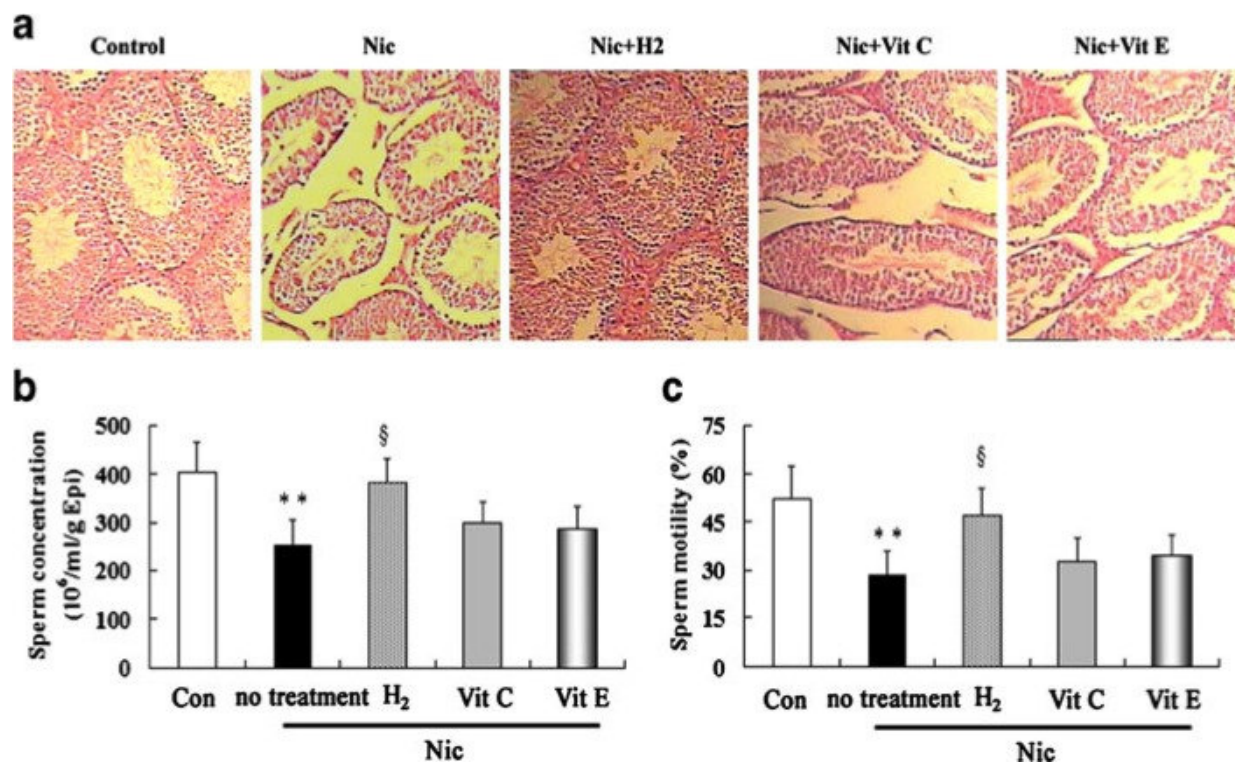 a
Control Nic Nic+H2 Nic+Vit C Nic+Vit E
b
Sperm concentration
(10⁶/ml/g Epi)
500
400
300
200
100
0
**
§
Con no treatment H₂ Vit C Vit E
Nic
c
Sperm motility (%)
75
60
45
30
15
0
**
§
Con no treatment H₂ Vit C Vit E
Nic